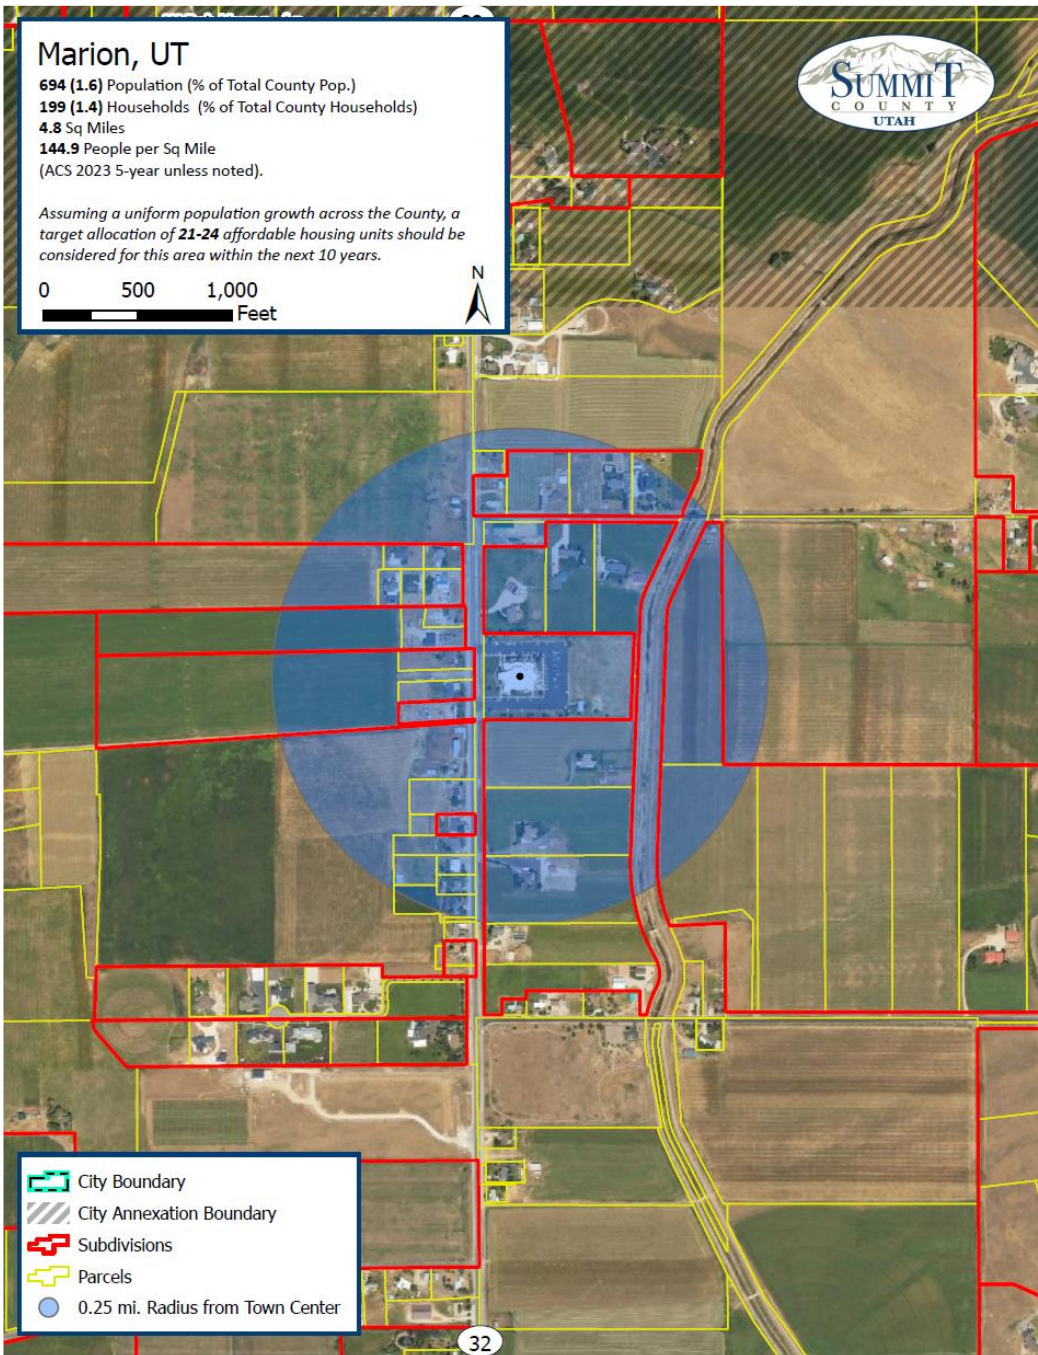 Marion, UT
694 (1.6) Population (% of Total County Pop.)
199 (1.4) Households (% of Total County Households)
4.8 Sq Miles
144.9 People per Sq Mile
(ACS 2023 5-year unless noted).
Assuming a uniform population growth across the County, a
target allocation of 21-24 affordable housing units should be
considered for this area within the next 10 years.
0 500 1,000
Feet
N
SUMMIT
COUNTY
UTAH
City Boundary
City Annexation Boundary
Subdivisions
Parcels
0.25 mi. Radius from Town Center
32